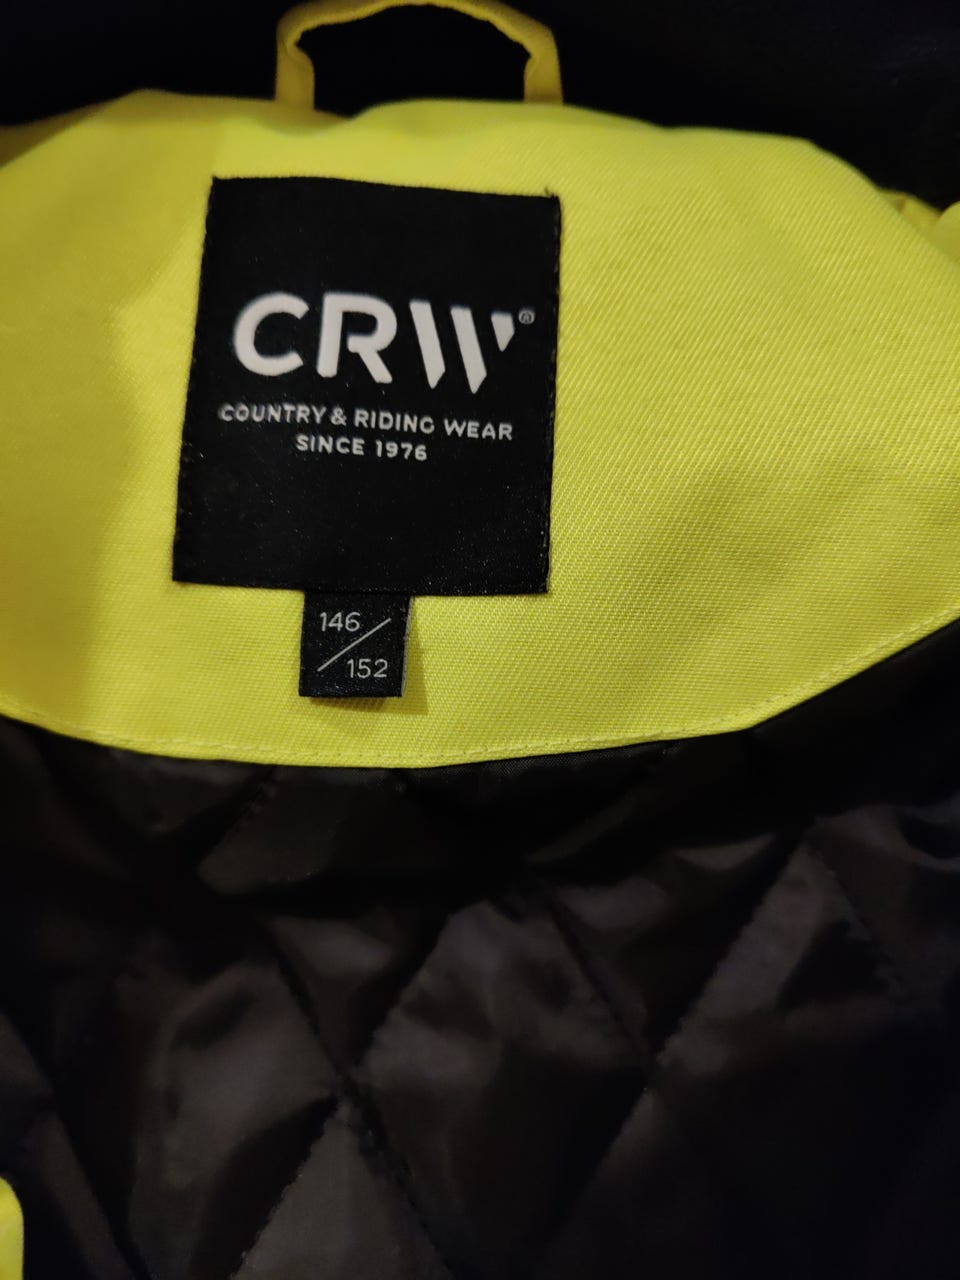 CRW®
COUNTRY & RIDING WEAR
SINCE 1976
146
152